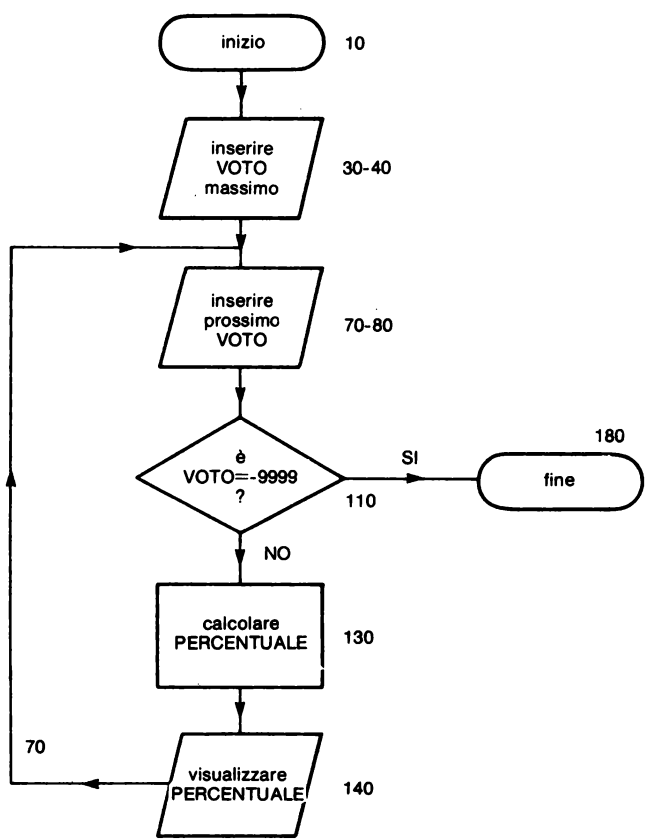 inizio
10
inserire
VOTO
massimo
30-40
inserire
prossimo
VOTO
70-80
è
VOTO=-9999
?
110
SI
180
fine
NO
calcolare
PERCENTUALE
130
70
visualizzare
PERCENTUALE
140